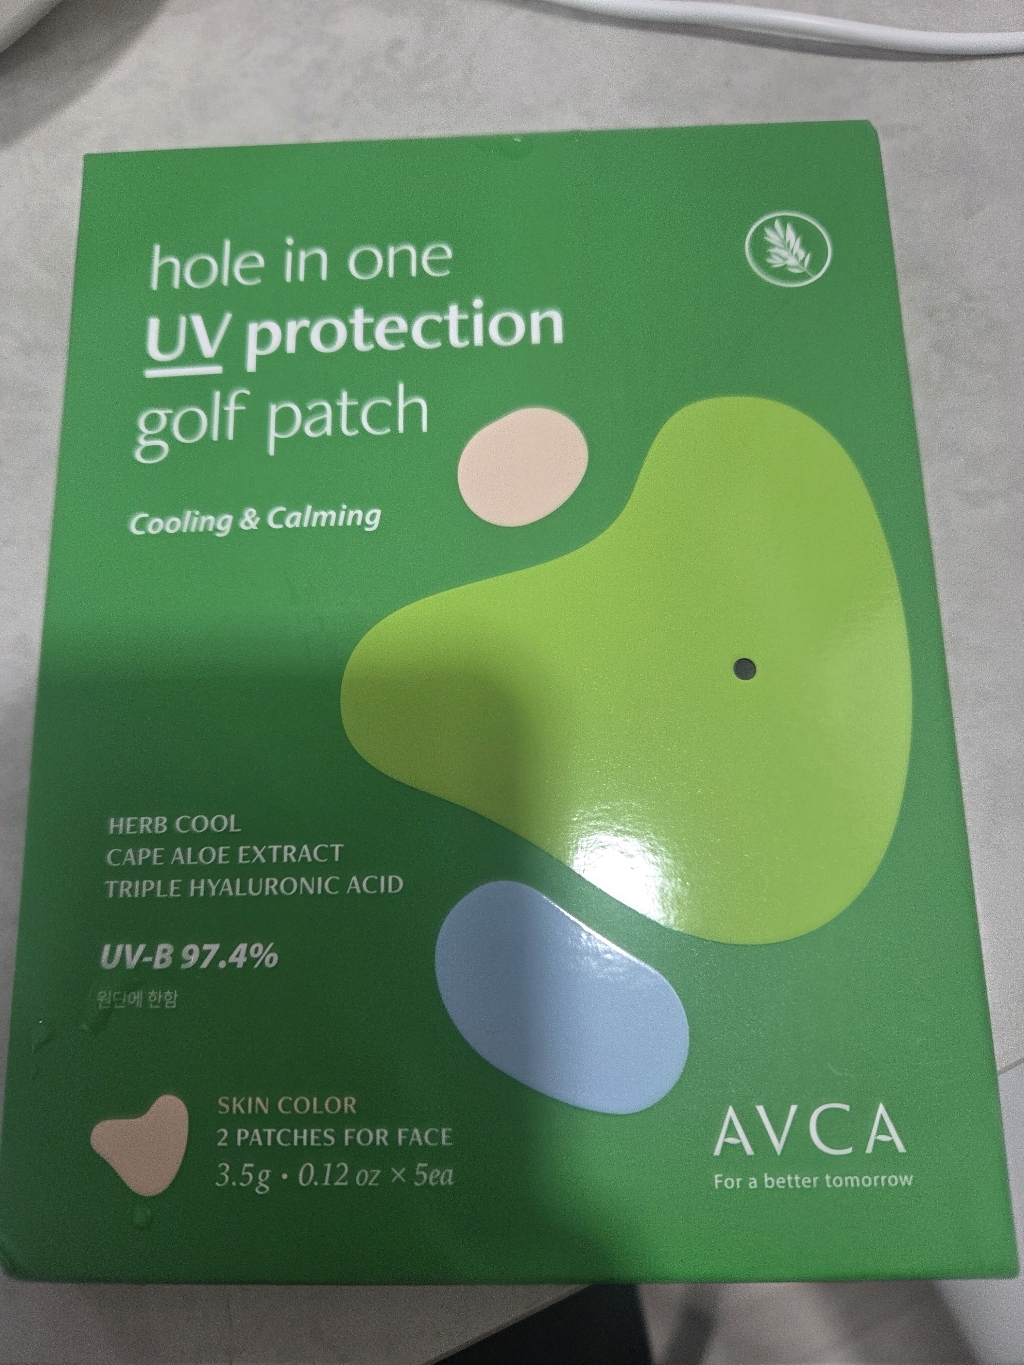 hole in one
UV protection
golf patch
Cooling & Calming
HERB COOL
CAPE ALOE EXTRACT
TRIPLE HYALURONIC ACID
UV-B 97.4%
원단에 한함
SKIN COLOR
2 PATCHES FOR FACE
3.5g · 0.12 oz × 5ea
AVCA
For a better tomorrow